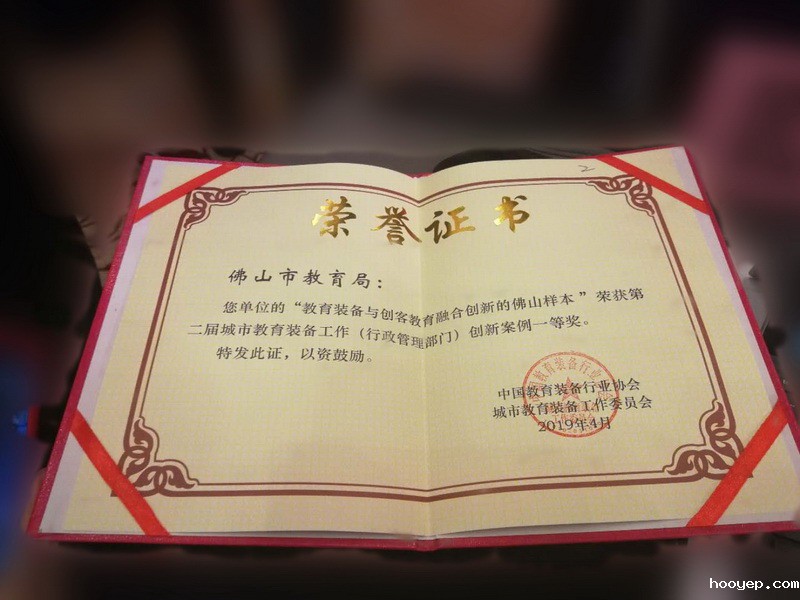 2
荣誉证书
佛山市教育局：
您单位的“教育装备与创客教育融合创新的佛山样本”荣获第
二届城市教育装备工作（行政管理部门）创新案例一等奖。
特发此证，以资鼓励。
中国教育装备行业协会
城市教育装备工作委员会
2019年4月
hooyep.com